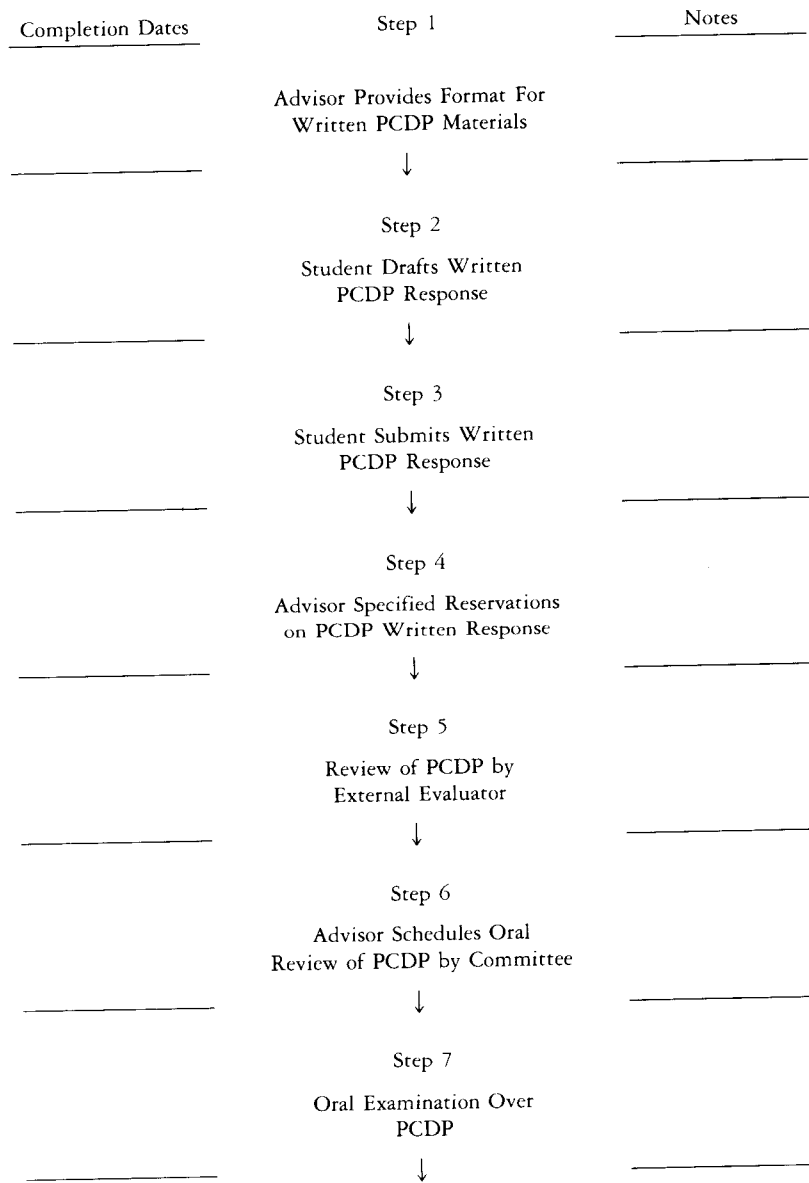 Completion Dates
Step 1
Notes
Advisor Provides Format For
Written PCDP Materials
↓
Step 2
Student Drafts Written
PCDP Response
↓
Step 3
Student Submits Written
PCDP Response
↓
Step 4
Advisor Specified Reservations
on PCDP Written Response
↓
Step 5
Review of PCDP by
External Evaluator
↓
Step 6
Advisor Schedules Oral
Review of PCDP by Committee
↓
Step 7
Oral Examination Over
PCDP
↓